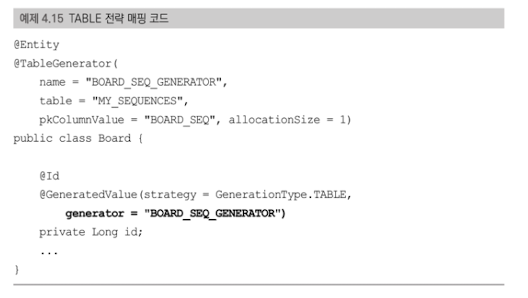 예제 4.15 TABLE 전략 매핑 코드
@Entity
@TableGenerator(
    name = "BOARD_SEQ_GENERATOR",
    table = "MY_SEQUENCES",
    pkColumnValue = "BOARD_SEQ", allocationSize = 1)
public class Board {

    @Id
    @GeneratedValue(strategy = GenerationType.TABLE,
        generator = "BOARD_SEQ_GENERATOR")
    private Long id;
    ...
}